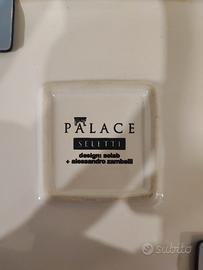 PALACE
SELETTI
design: selab
+ alessandro zambelli
subito